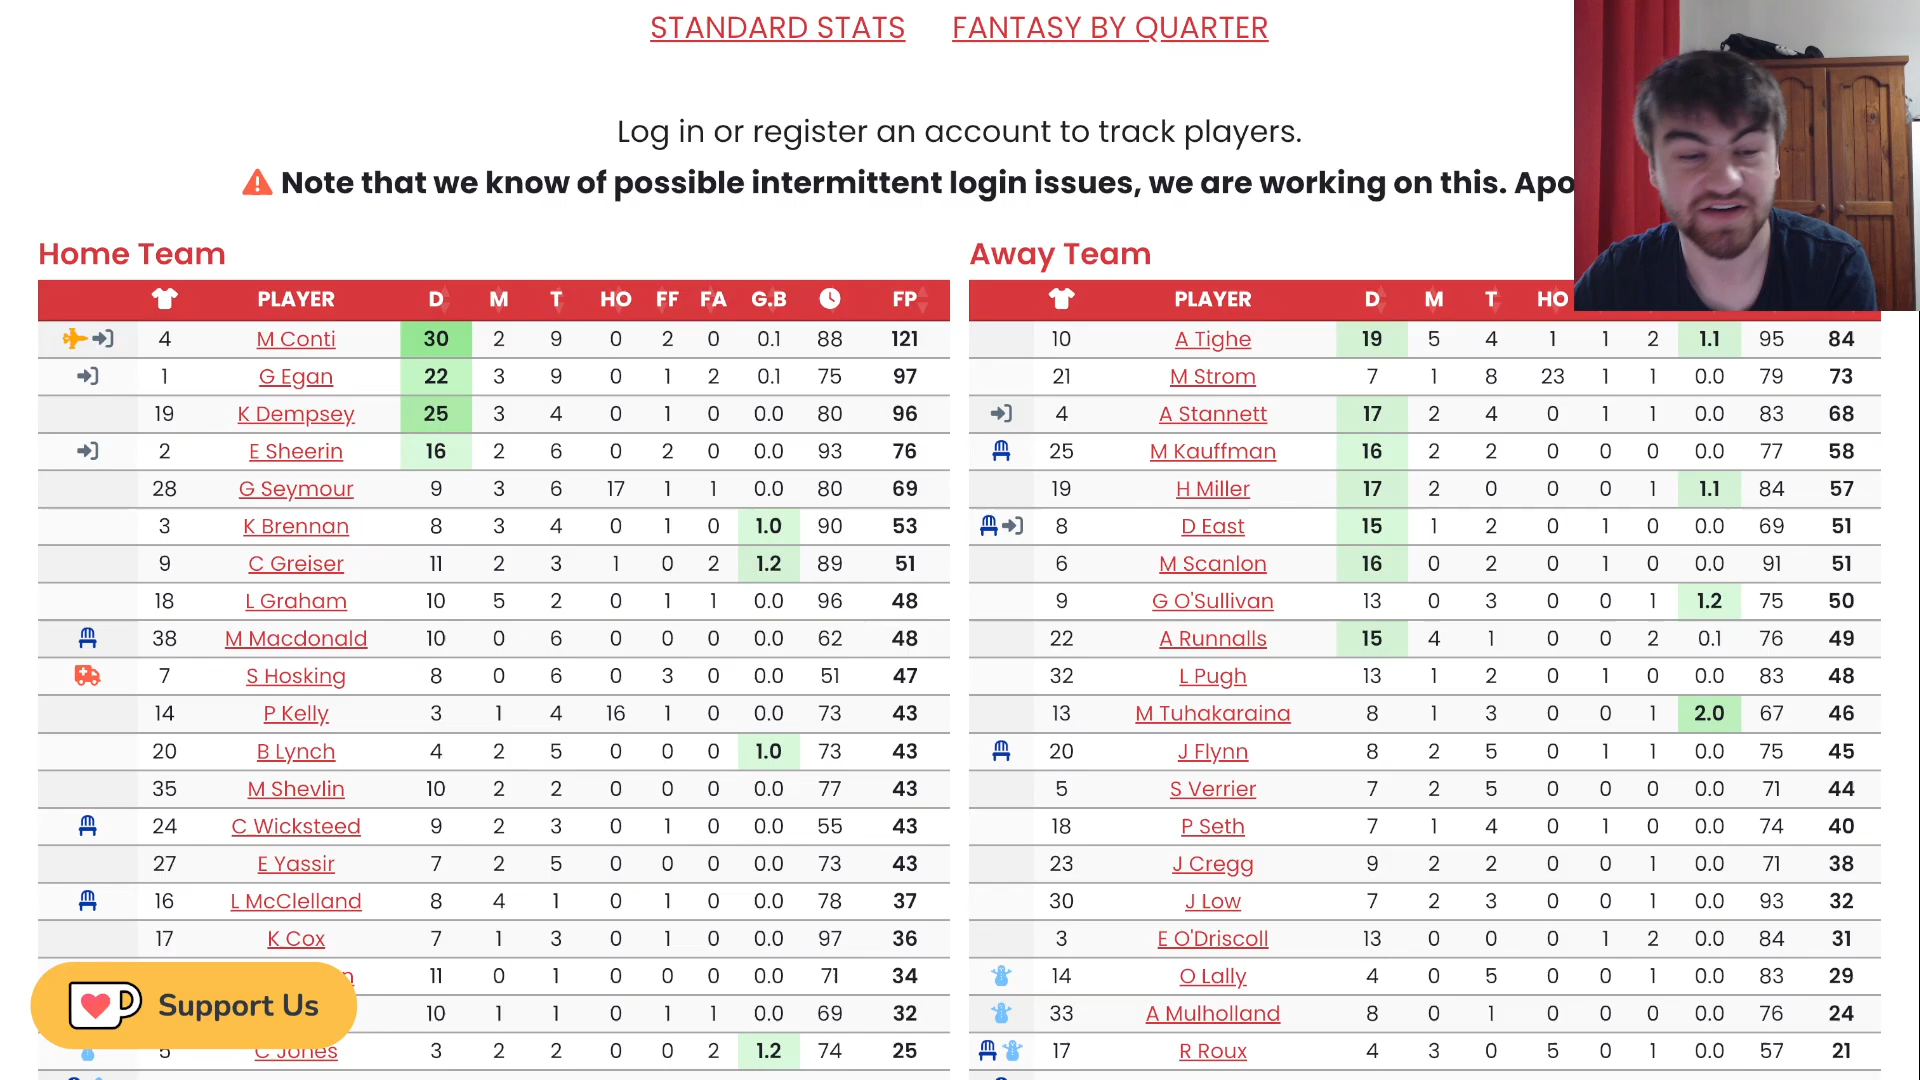 STANDARD STATS FANTASY BY QUARTER
Log in or register an account to track players.
Note that we know of possible intermittent login issues, we are working on this. Apo
Home Team
PLAYER D M T HO FF FA G.B FP
4 M Conti 30 2 9 0 2 0 0.1 88 121
1 G Egan 22 3 9 0 1 2 0.1 75 97
19 K Dempsey 25 3 4 0 1 0 0.0 80 96
2 E Sheerin 16 2 6 0 2 0 0.0 93 76
28 G Seymour 9 3 6 17 1 1 0.0 80 69
3 K Brennan 8 3 4 0 1 0 1.0 90 53
9 C Greiser 11 2 3 1 0 2 1.2 89 51
18 L Graham 10 5 2 0 1 1 0.0 96 48
38 M Macdonald 10 0 6 0 0 0 0.0 62 48
7 S Hosking 8 0 6 0 3 0 0.0 51 47
14 P Kelly 3 1 4 16 1 0 0.0 73 43
20 B Lynch 4 2 5 0 0 0 1.0 73 43
35 M Shevlin 10 2 2 0 0 0 0.0 77 43
24 C Wicksteed 9 2 3 0 1 0 0.0 55 43
27 E Yassir 7 2 5 0 0 0 0.0 73 43
16 L McClelland 8 4 1 0 1 0 0.0 78 37
17 K Cox 7 1 3 0 1 0 0.0 97 36
11 0 1 0 0 0 0.0 71 34
10 1 1 0 1 1 0.0 69 32
5 C Jones 3 2 2 0 0 2 1.2 74 25
Support Us
Away Team
PLAYER D M T HO
10 A Tighe 19 5 4 1 1 2 1.1 95 84
21 M Strom 7 1 8 23 1 1 0.0 79 73
4 A Stannett 17 2 4 0 1 1 0.0 83 68
25 M Kauffman 16 2 2 0 0 0 0.0 77 58
19 H Miller 17 2 0 0 0 1 1.1 84 57
8 D East 15 1 2 0 1 0 0.0 69 51
6 M Scanlon 16 0 2 0 1 0 0.0 91 51
9 G O'Sullivan 13 0 3 0 0 1 1.2 75 50
22 A Runnalls 15 4 1 0 0 2 0.1 76 49
32 L Pugh 13 1 2 0 1 0 0.0 83 48
13 M Tuhakaraina 8 1 3 0 0 1 2.0 67 46
20 J Flynn 8 2 5 0 1 1 0.0 75 45
5 S Verrier 7 2 5 0 0 0 0.0 71 44
18 P Seth 7 1 4 0 1 0 0.0 74 40
23 J Cregg 9 2 2 0 0 1 0.0 71 38
30 J Low 7 2 3 0 0 1 0.0 93 32
3 E O'Driscoll 13 0 0 0 1 2 0.0 84 31
14 O Lally 4 0 5 0 0 1 0.0 83 29
33 A Mulholland 8 0 1 0 0 0 0.0 76 24
17 R Roux 4 3 0 5 0 1 0.0 57 21